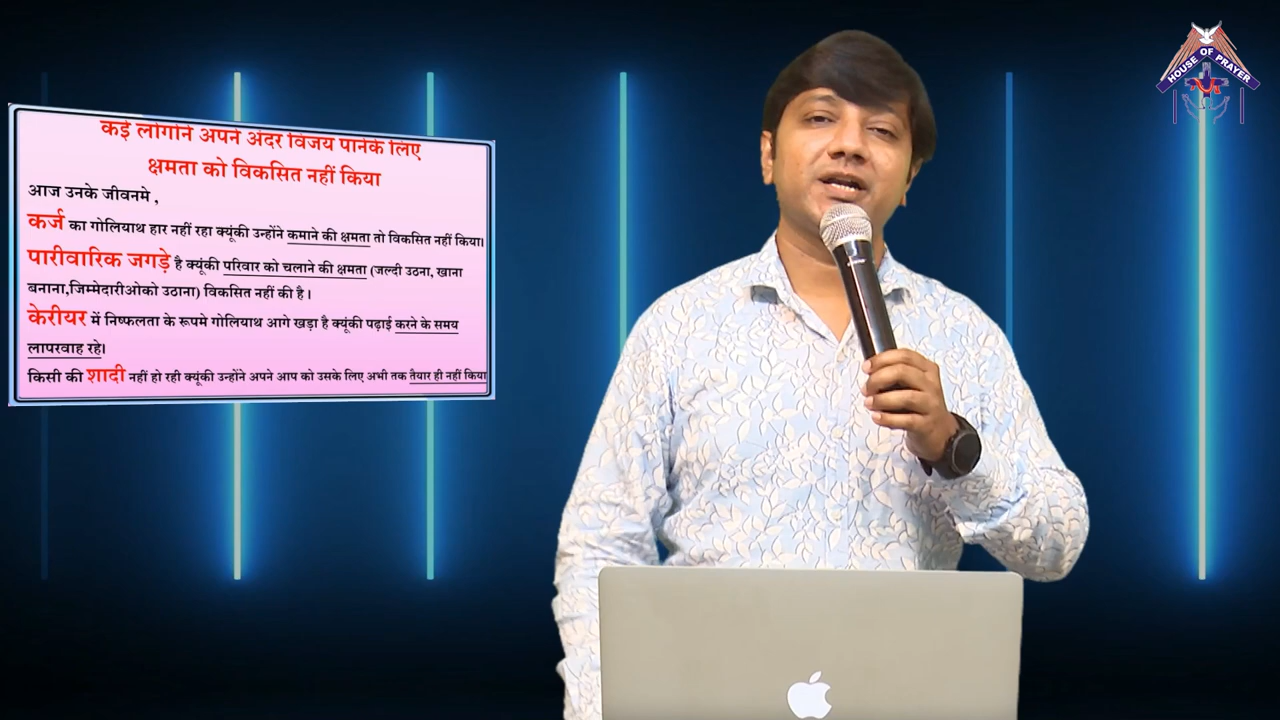 कई लोगोंने अपने अंदर विजय पानेके लिए
क्षमता को विकसित नहीं किया
आज उनके जीवनमे ,
कर्ज का गोलियाथ हार नहीं रहा क्यूंकी उन्होंने कमाने की क्षमता तो विकसित नहीं किया।
पारीवारिक जगड़े है क्यूंकी परिवार को चलाने की क्षमता (जल्दी उठना, खाना
बनाना,जिम्मेदारीओको उठाना) विकसित नहीं की है ।
केरीयर में निष्फलता के रूपमे गोलियाथ आगे खड़ा है क्यूंकी पढ़ाई करने के समय
लापरवाह रहे।
किसी की शादी नहीं हो रही क्यूंकी उन्होंने अपने आप को उसके लिए अभी तक तैयार ही नहीं किया
HOUSE OF PRAYER